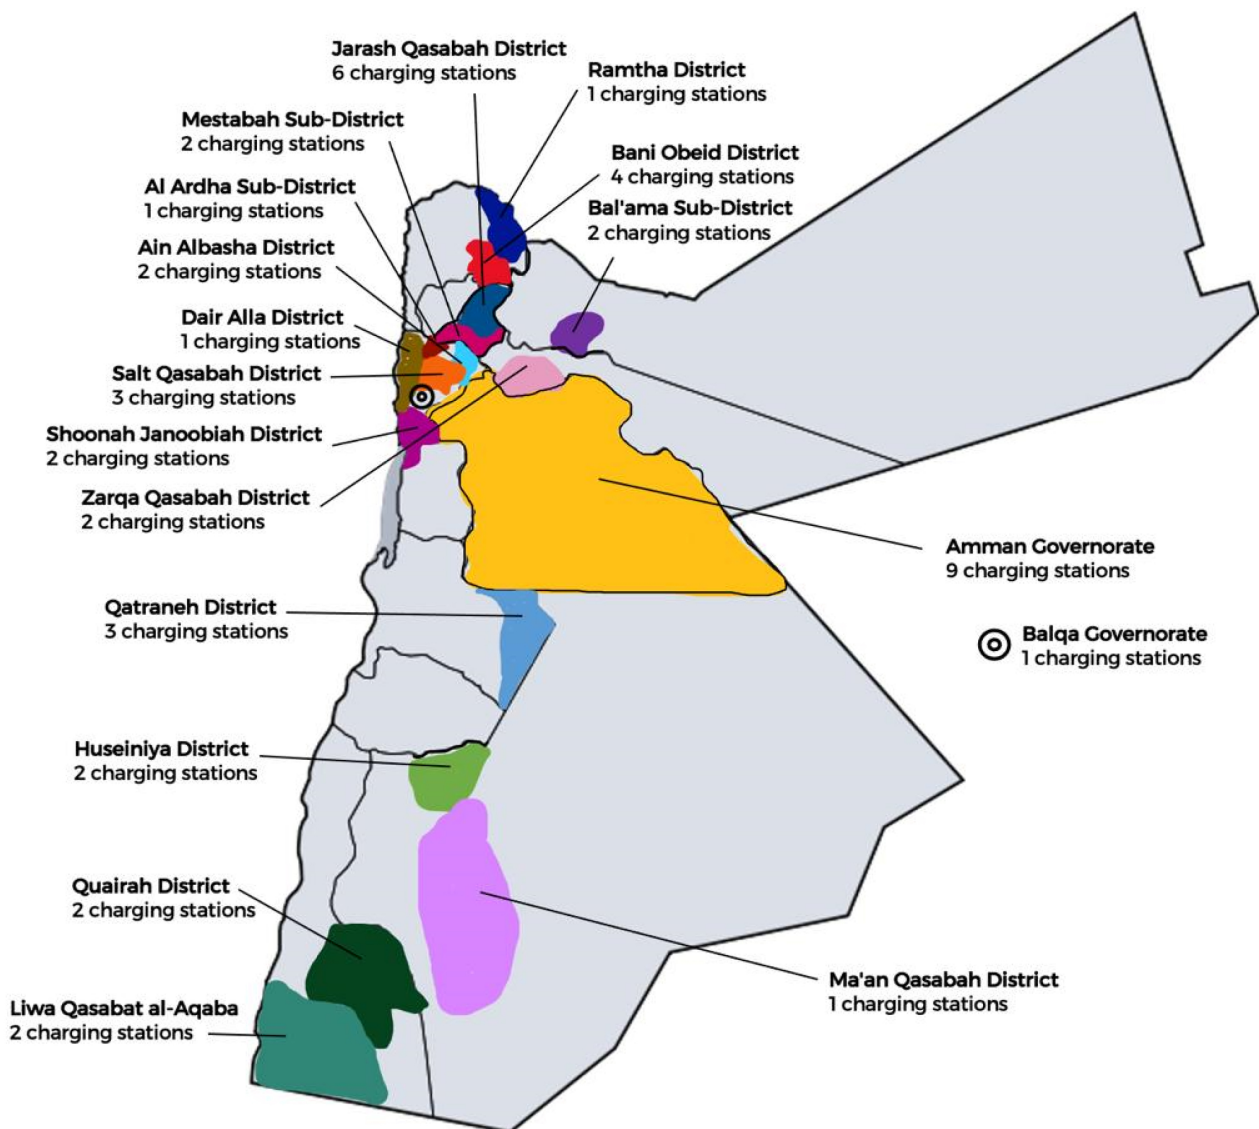 Jarash Qasabah District
6 charging stations
Ramtha District
1 charging stations
Mestabah Sub-District
2 charging stations
Bani Obeid District
4 charging stations
Al Ardha Sub-District
1 charging stations
Bal'ama Sub-District
2 charging stations
Ain Albasha District
2 charging stations
Dair Alla District
1 charging stations
Salt Qasabah District
3 charging stations
Shoonah Janoobiah District
2 charging stations
Zarqa Qasabah District
2 charging stations
Amman Governorate
9 charging stations
Qatraneh District
3 charging stations
Balqa Governorate
1 charging stations
Huseiniya District
2 charging stations
Quairah District
2 charging stations
Ma'an Qasabah District
1 charging stations
Liwa Qasabat al-Aqaba
2 charging stations